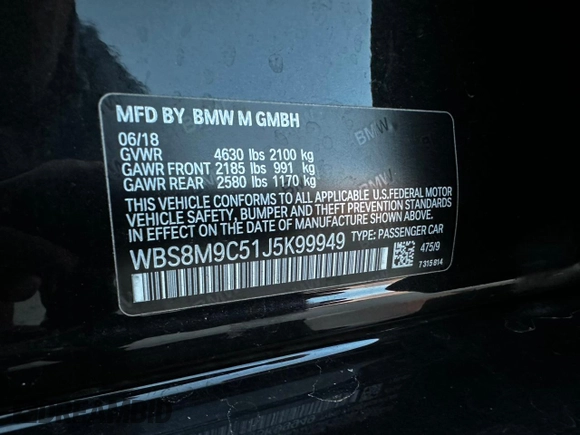 MFD BY BMW M GMBH
06/18
GVWR 4630 lbs 2100 kg
GAWR FRONT 2185 lbs 991 kg
GAWR REAR 2580 lbs 1170 kg
THIS VEHICLE CONFORMS TO ALL APPLICABLE U.S.FEDERAL MOTOR
VEHICLE SAFETY, BUMPER AND THEFT PREVENTION STANDARDS
IN EFFECT ON THE DATE OF MANUFACTURE SHOWN ABOVE.
WBS8M9C51J5K99949 TYPE: PASSENGER CAR
475/9
7 315 814